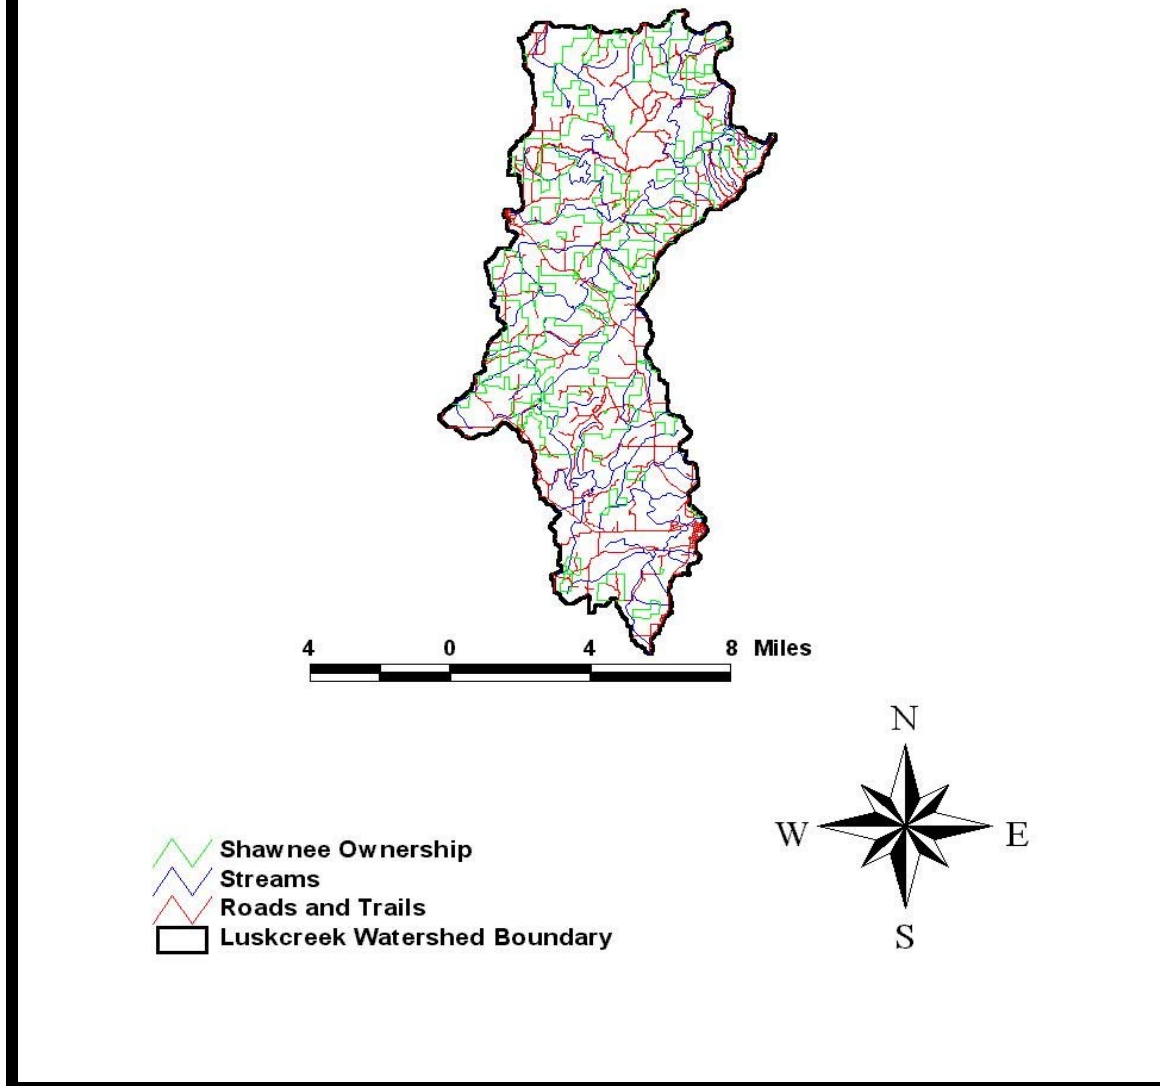 4 0 4 8 Miles
N
W E
S
Shawnee Ownership
Streams
Roads and Trails
Luskcreek Watershed Boundary